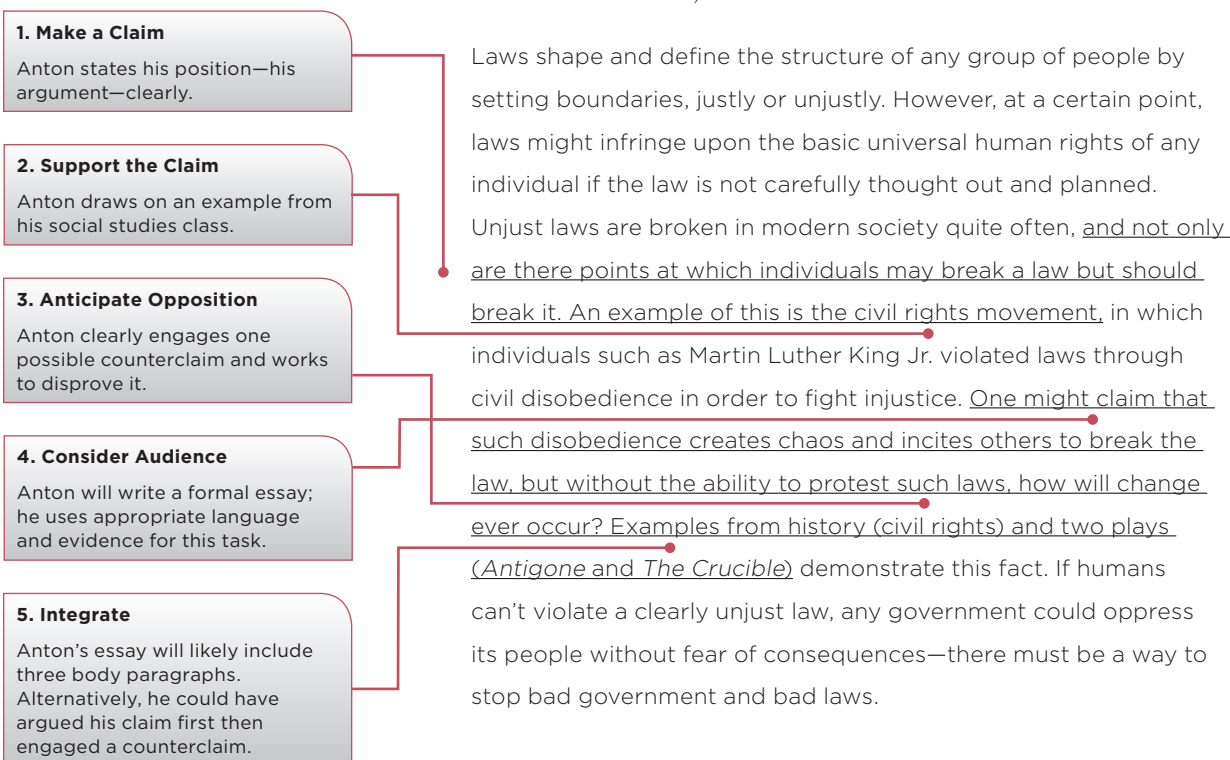 1. Make a Claim
Anton states his position—his
argument—clearly.
2. Support the Claim
Anton draws on an example from
his social studies class.
3. Anticipate Opposition
Anton clearly engages one
possible counterclaim and works
to disprove it.
4. Consider Audience
Anton will write a formal essay;
he uses appropriate language
and evidence for this task.
5. Integrate
Anton’s essay will likely include
three body paragraphs.
Alternatively, he could have
argued his claim first then
engaged a counterclaim.
Laws shape and define the structure of any group of people by
setting boundaries, justly or unjustly. However, at a certain point,
laws might infringe upon the basic universal human rights of any
individual if the law is not carefully thought out and planned.
Unjust laws are broken in modern society quite often, and not only
are there points at which individuals may break a law but should
break it. An example of this is the civil rights movement, in which
individuals such as Martin Luther King Jr. violated laws through
civil disobedience in order to fight injustice. One might claim that
such disobedience creates chaos and incites others to break the
law, but without the ability to protest such laws, how will change
ever occur? Examples from history (civil rights) and two plays
(Antigone and The Crucible) demonstrate this fact. If humans
can’t violate a clearly unjust law, any government could oppress
its people without fear of consequences—there must be a way to
stop bad government and bad laws.